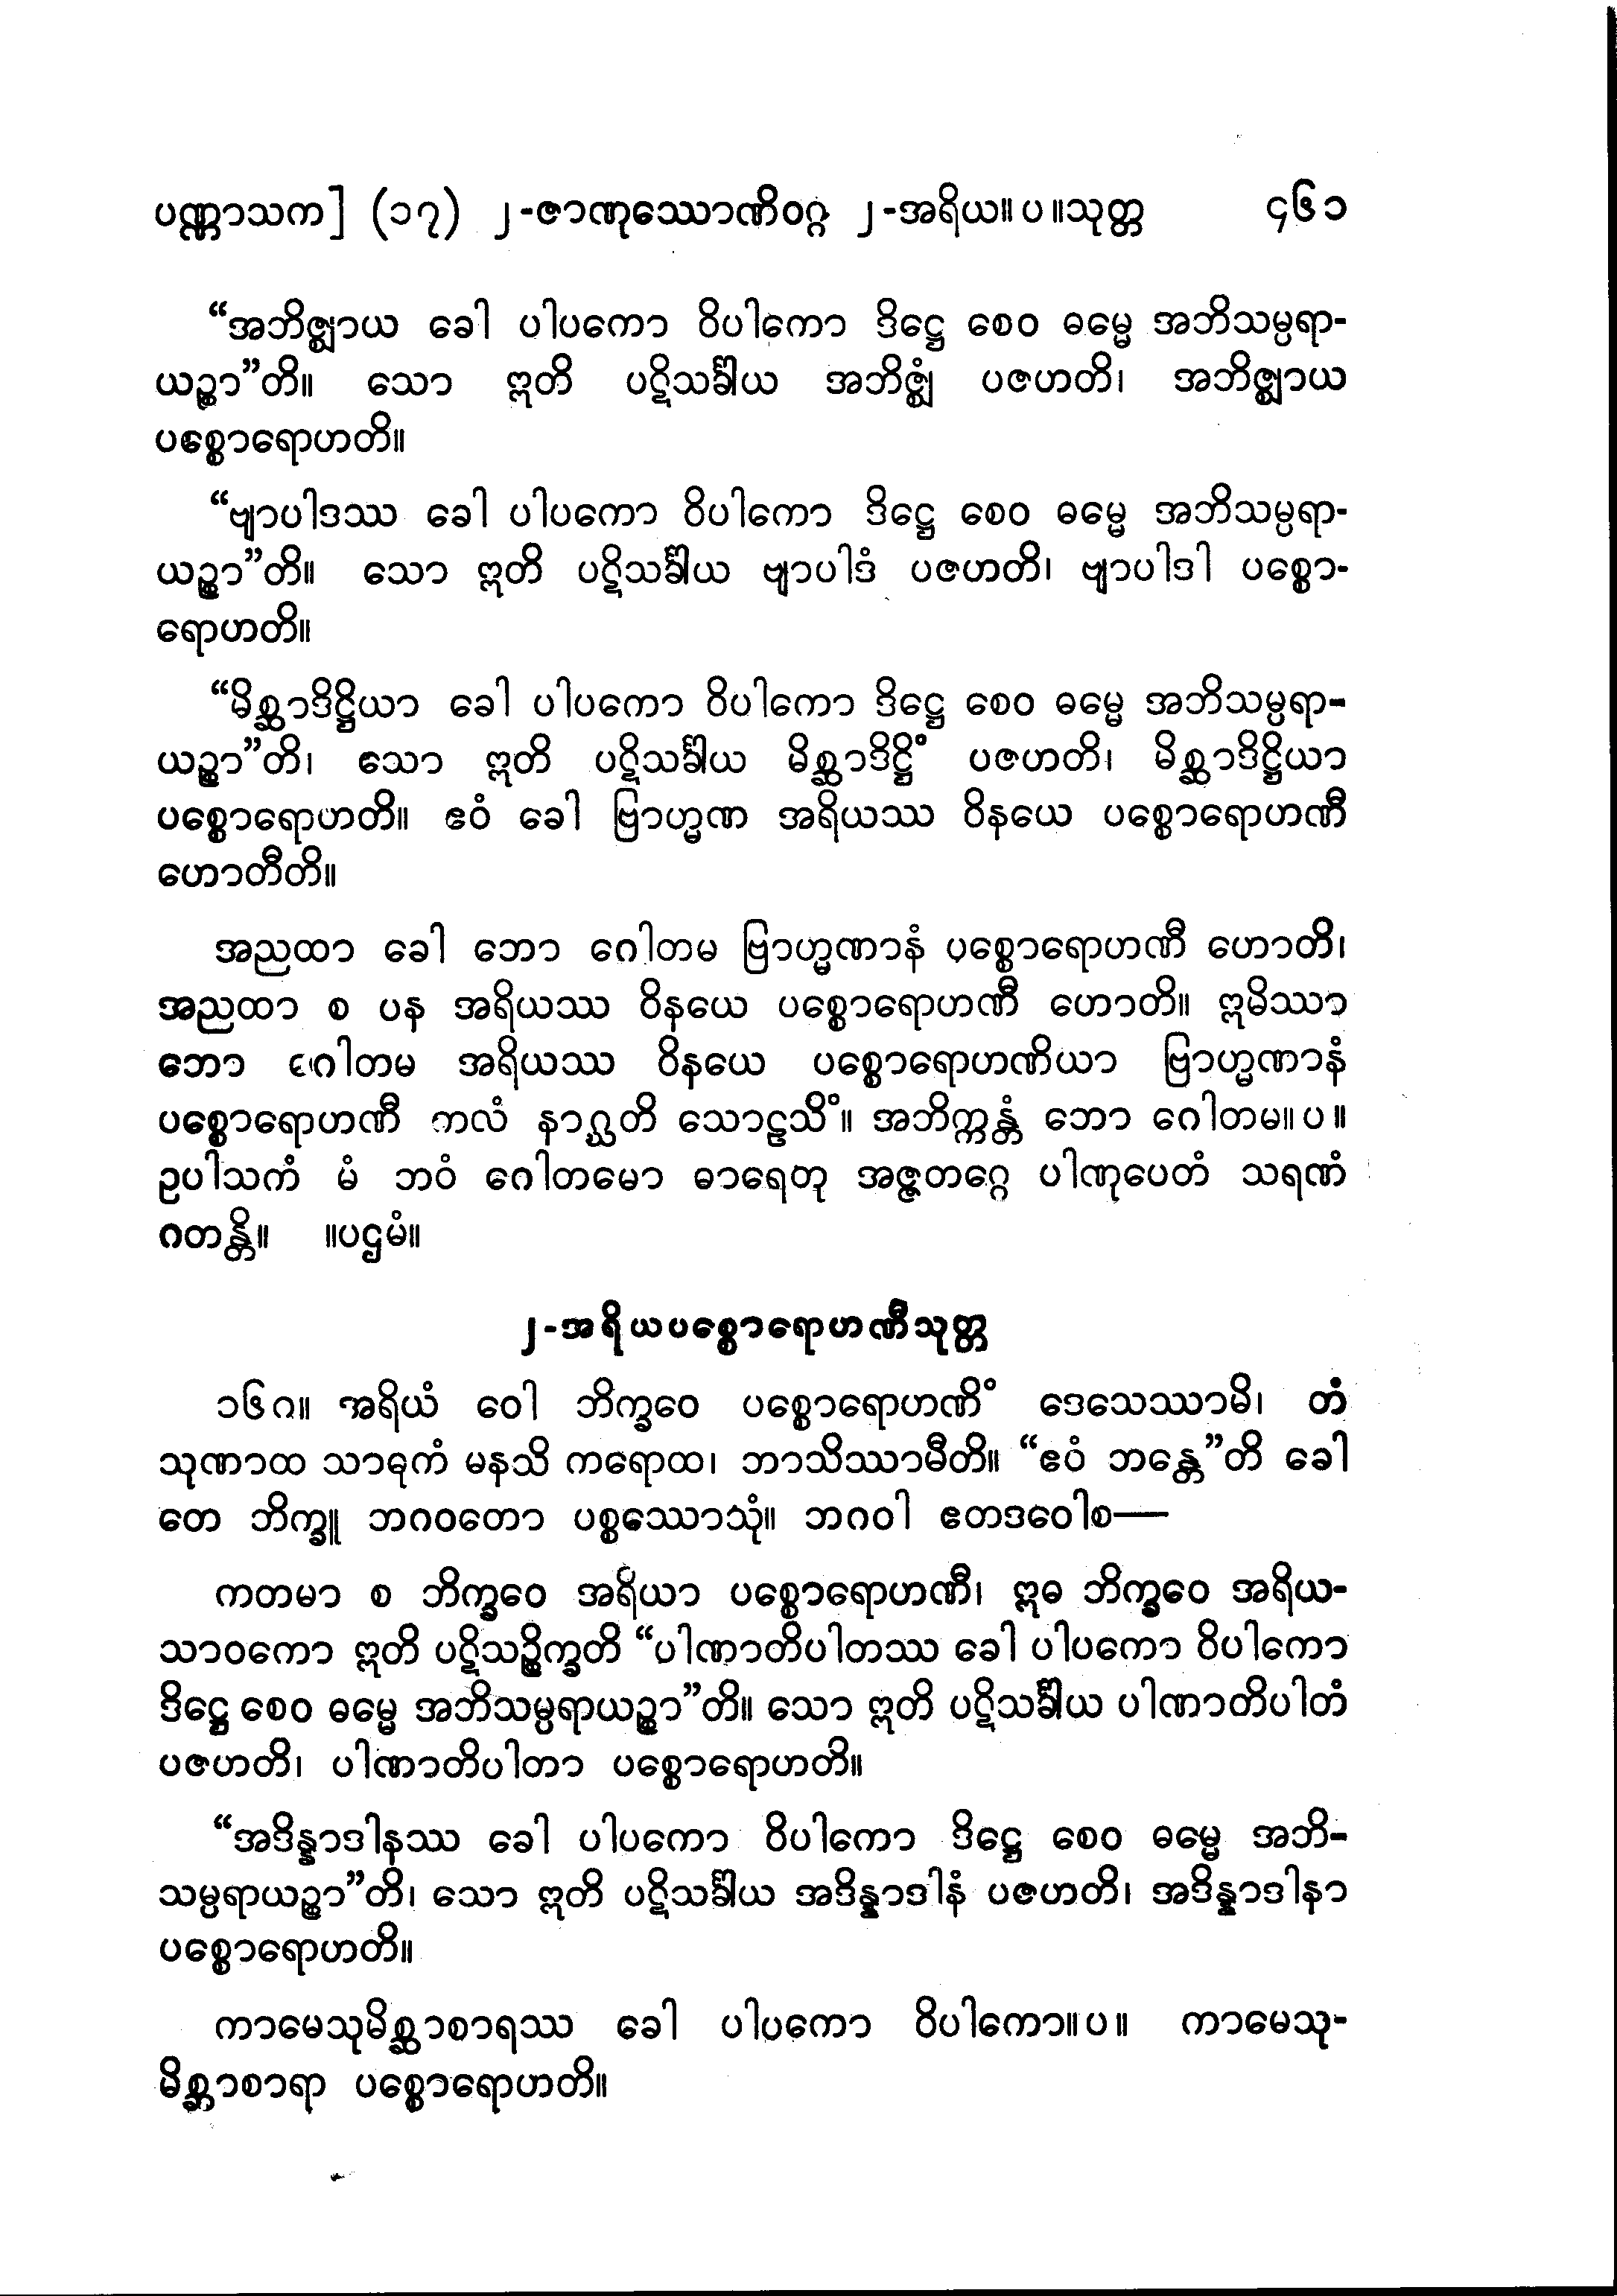 ပဏ္ဏာသက] (၁၇) ၂-ဇာဏုဿောဏိဝဂ္ဂ ၂-အရိယ။ပ။သုတ္တ ၄၆၁
“အဘိဇ္ဈာယ ခေါ ပါပကော ဝိပါကော ဒိဋ္ဌေ စေဝ ဓမ္မေ အဘိသမ္ပရာ-
ယဉ္စာ”တိ။ သော ဣတိ ပဋိသင်္ခါယ အဘိဇ္ဈံ ပဇဟတိ၊ အဘိဇ္ဈာယ
ပစ္စောရောဟတိ။
“ဗျာပါဒဿ ခေါ ပါပကော ဝိပါကော ဒိဋ္ဌေ စေဝ ဓမ္မေ အဘိသမ္ပရာ-
ယဉ္စာ”တိ။ သော ဣတိ ပဋိသင်္ခါယ ဗျာပါဒံ ပဇဟတိ၊ ဗျာပါဒါ ပစ္စော-
ရောဟတိ။
“မိစ္ဆာဒိဋ္ဌိယာ ခေါ ပါပကော ဝိပါကော ဒိဋ္ဌေ စေဝ ဓမ္မေ အဘိသမ္ပရာ-
ယဉ္စာ”တိ၊ သော ဣတိ ပဋိသင်္ခါယ မိစ္ဆာဒိဋ္ဌိံ ပဇဟတိ၊ မိစ္ဆာဒိဋ္ဌိယာ
ပစ္စောရောဟတိ။ ဧဝံ ခေါ ဗြာဟ္မဏ အရိယဿ ဝိနယေ ပစ္စောရောဟဏီ
ဟောတီတိ။
အညထာ ခေါ ဘော ဂေါတမ ဗြာဟ္မဏာနံ ပစ္စောရောဟဏီ ဟောတိ၊
အညထာ စ ပန အရိယဿ ဝိနယေ ပစ္စောရောဟဏီ ဟောတိ။ ဣမိဿာ
ဘော ဂေါတမ အရိယဿ ဝိနယေ ပစ္စောရောဟဏိယာ ဗြာဟ္မဏာနံ
ပစ္စောရောဟဏီ ကလံ နာဂ္ဃတိ သောဠသိံ။ အဘိက္ကန္တံ ဘော ဂေါတမ။ပ။
ဥပါသကံ မံ ဘဝံ ဂေါတမော ဓာရေတု အဇ္ဇတဂ္ဂေ ပါဏုပေတံ သရဏံ
ဂတန္တိ။ ။ပဌမံ။
၂-အရိယပစ္စောရောဟဏီသုတ္တ
၁၆၈။ အရိယံ ဝေါ ဘိက္ခဝေ ပစ္စောရောဟဏိံ ဒေသေဿာမိ၊ တံ
သုဏာထ သာဓုကံ မနသိ ကရောထ၊ ဘာသိဿာမီတိ။ “ဧဝံ ဘန္တေ”တိ ခေါ
တေ ဘိက္ခူ ဘဂဝတော ပစ္စဿောသုံ။ ဘဂဝါ ဧတဒဝေါစ—
ကတမာ စ ဘိက္ခဝေ အရိယာ ပစ္စောရောဟဏီ၊ ဣဓ ဘိက္ခဝေ အရိယ-
သာဝကော ဣတိ ပဋိသဉ္စိက္ခတိ “ပါဏာတိပါတဿ ခေါ ပါပကော ဝိပါကော
ဒိဋ္ဌေ စေဝ ဓမ္မေ အဘိသမ္ပရာယဉ္စာ”တိ။ သော ဣတိ ပဋိသင်္ခါယ ပါဏာတိပါတံ
ပဇဟတိ၊ ပါဏာတိပါတာ ပစ္စောရောဟတိ။
“အဒိန္နာဒါနဿ ခေါ ပါပကော ဝိပါကော ဒိဋ္ဌေ စေဝ ဓမ္မေ အဘိ-
သမ္ပရာယဉ္စာ”တိ၊ သော ဣတိ ပဋိသင်္ခါယ အဒိန္နာဒါနံ ပဇဟတိ၊ အဒိန္နာဒါနာ
ပစ္စောရောဟတိ။
ကာမေသုမိစ္ဆာစာရဿ ခေါ ပါပကော ဝိပါကော။ပ။ ကာမေသု-
မိစ္ဆာစာရာ ပစ္စောရောဟတိ။